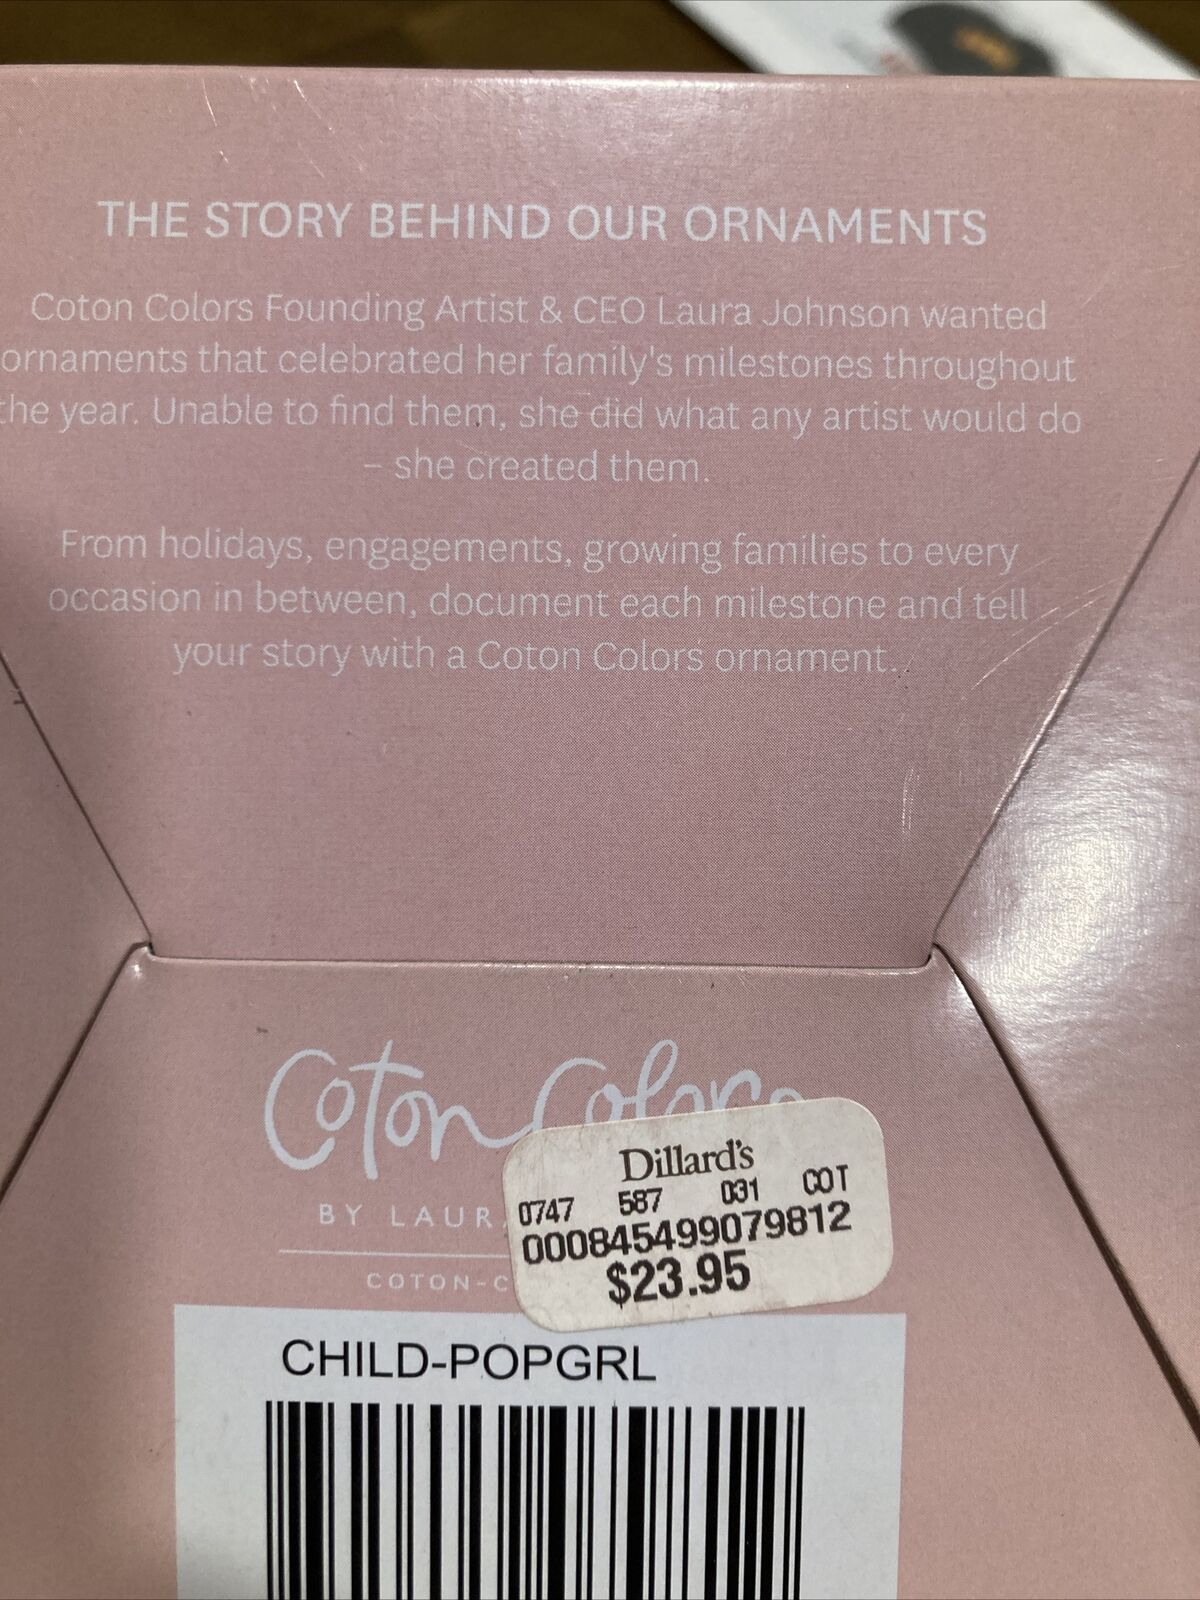 THE STORY BEHIND OUR ORNAMENTS
Coton Colors Founding Artist & CEO Laura Johnson wanted
ornaments that celebrated her family's milestones throughout
the year. Unable to find them, she did what any artist would do
– she created them.
From holidays, engagements, growing families to every
occasion in between, document each milestone and tell
your story with a Coton Colors ornament.
Coton Colors
BY LAURA
COTON-C
Dillard's
0747 587 031 COT
000845499079812
$23.95
CHILD-POPGRL